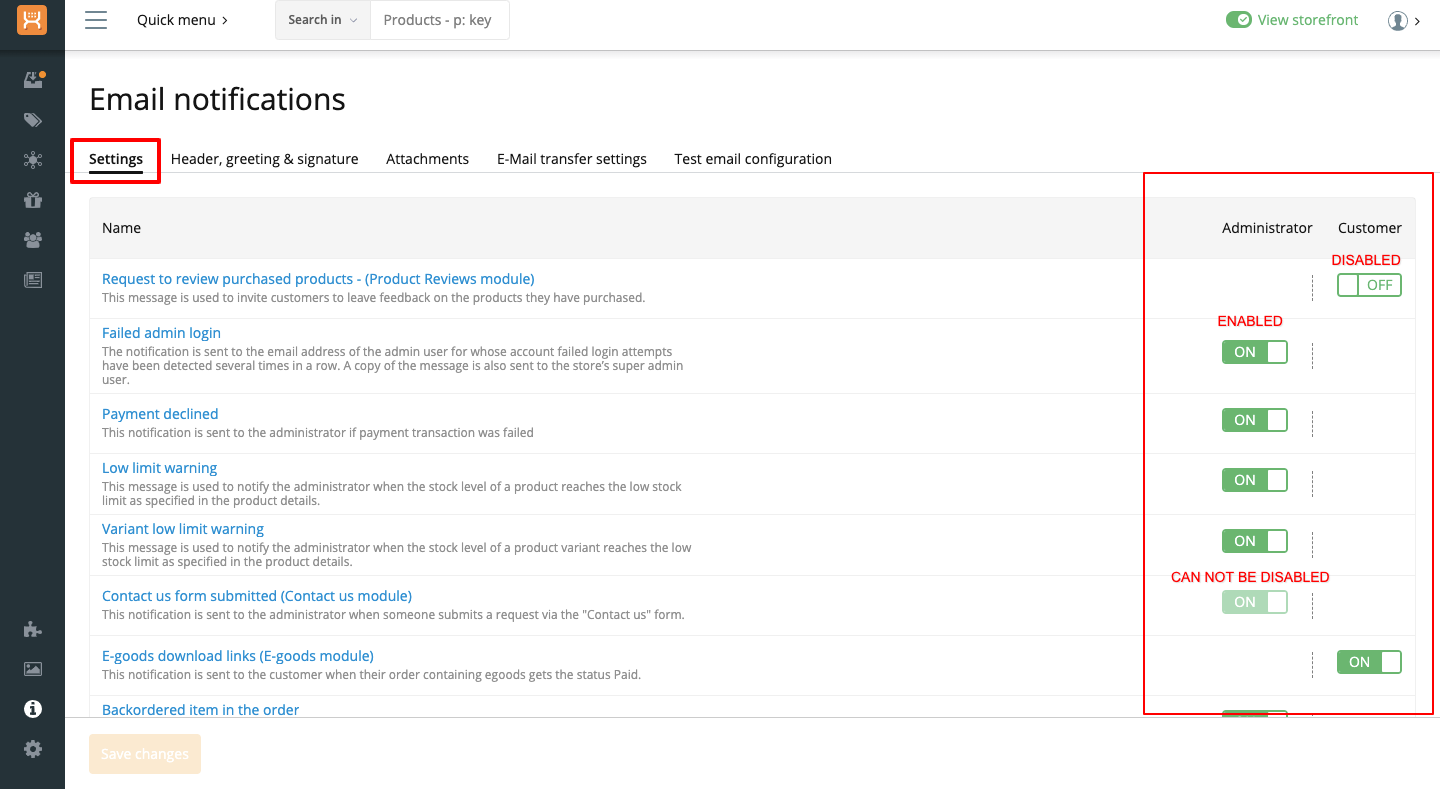 Quick menu
Search in
Products - p: key
View storefront
Email notifications
Settings
Header, greeting & signature
Attachments
E-Mail transfer settings
Test email configuration
Name
Administrator
Customer
DISABLED
Request to review purchased products - (Product Reviews module)
This message is used to invite customers to leave feedback on the products they have purchased.
OFF
ENABLED
Failed admin login
The notification is sent to the email address of the admin user for whose account failed login attempts
have been detected several times in a row. A copy of the message is also sent to the store's super admin
user.
ON
Payment declined
This notification is sent to the administrator if payment transaction was failed
ON
Low limit warning
This message is used to notify the administrator when the stock level of a product reaches the low stock
limit as specified in the product details.
ON
Variant low limit warning
This message is used to notify the administrator when the stock level of a product variant reaches the low
stock limit as specified in the product details.
ON
CAN NOT BE DISABLED
Contact us form submitted (Contact us module)
This notification is sent to the administrator when someone submits a request via the "Contact us" form.
ON
E-goods download links (E-goods module)
This notification is sent to the customer when their order containing egoods gets the status Paid.
ON
Backordered item in the order
Save changes